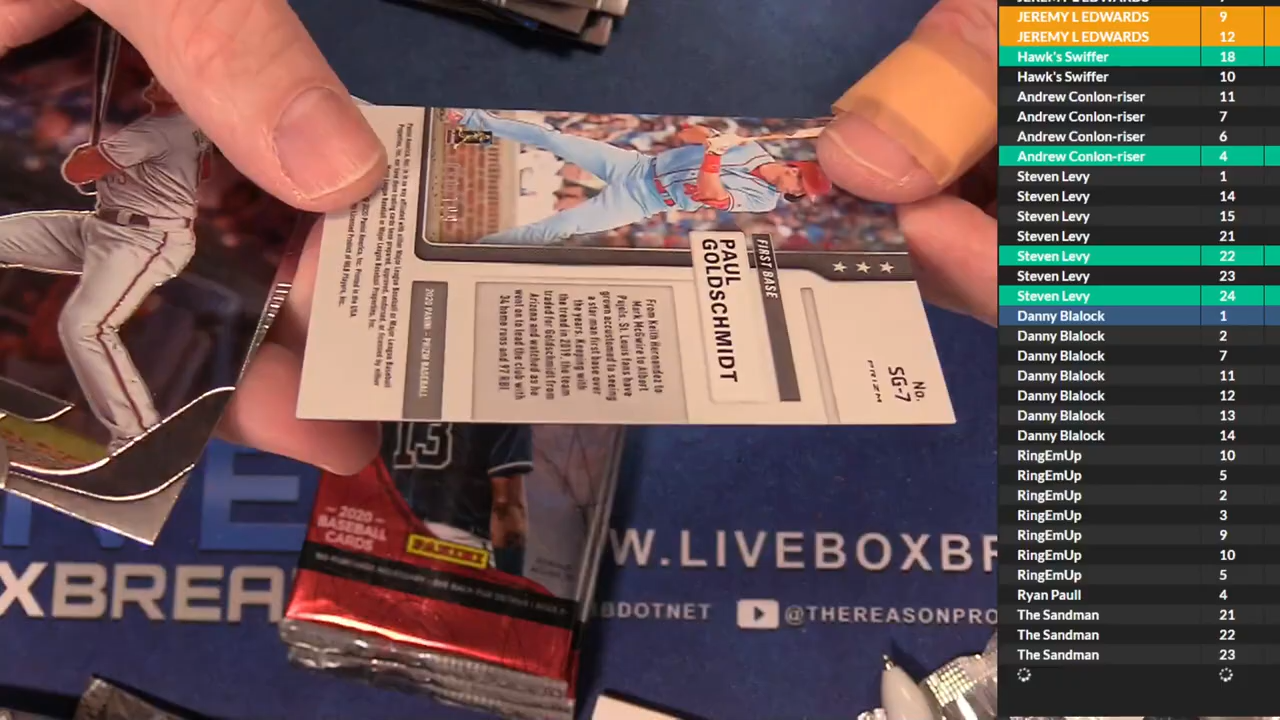 JEREMY L EDWARDS 9
JEREMY L EDWARDS 12
Hawk's Swiffer 18
Hawk's Swiffer 10
Andrew Conlon-riser 11
Andrew Conlon-riser 7
Andrew Conlon-riser 6
Andrew Conlon-riser 4
Steven Levy 1
Steven Levy 14
Steven Levy 15
Steven Levy 21
Steven Levy 22
Steven Levy 23
Steven Levy 24
Danny Blalock 1
Danny Blalock 2
Danny Blalock 7
Danny Blalock 11
Danny Blalock 12
Danny Blalock 13
Danny Blalock 14
RingEmUp 10
RingEmUp 5
RingEmUp 2
RingEmUp 3
RingEmUp 9
RingEmUp 10
RingEmUp 5
Ryan Paull 4
The Sandman 21
The Sandman 22
The Sandman 23
No.
SG-7
PRIZM
FIRST BASE
PAUL
GOLDSCHMIDT
From Keith Hernandez to
Mark McGwire to Albert
Pujols, St. Louis fans have
grown accustomed to seeing
a star man first base over
the years. Keeping with
the trend in 2019, the team
traded for Goldschmidt from
Arizona and watched as he
went on to lead the club with
34 home runs and 97 RBI.
2020 PANINI – PRIZM BASEBALL
13
– 2020 –
BASEBALL
CARDS
PANINI
W.LIVEBOXBR
XBREA
BDOTNET
@THEREASONPRO